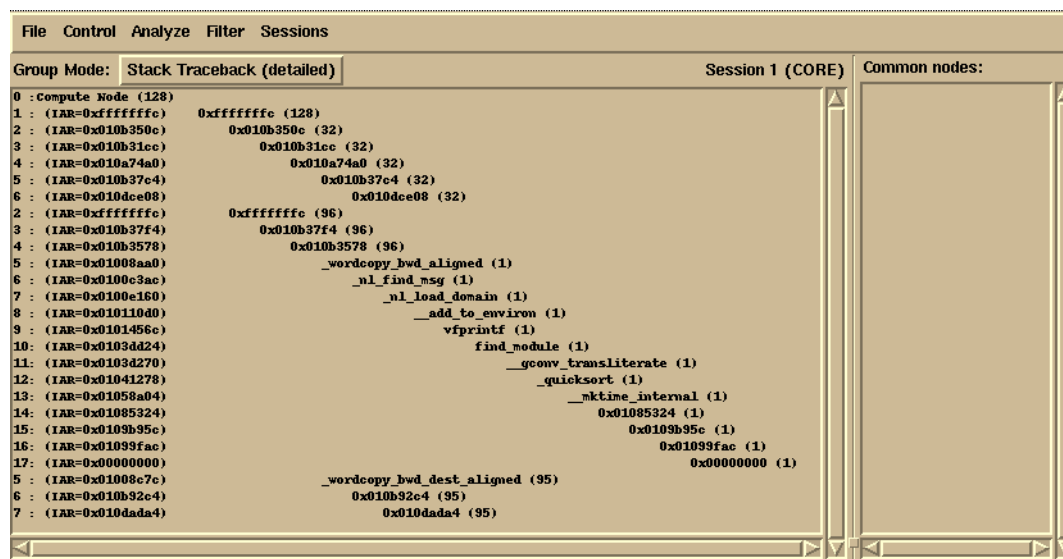 File Control Analyze Filter Sessions
Group Mode: Stack Traceback (detailed) Session 1 (CORE) Common nodes:
0 :Compute Node (128)
1 : (IAR=0xfffffffc) 0xfffffffc (128)
2 : (IAR=0x010b350c) 0x010b350c (32)
3 : (IAR=0x010b31cc) 0x010b31cc (32)
4 : (IAR=0x010a74a0) 0x010a74a0 (32)
5 : (IAR=0x010b37c4) 0x010b37c4 (32)
6 : (IAR=0x010dce08) 0x010dce08 (32)
2 : (IAR=0xfffffffc) 0xfffffffc (96)
3 : (IAR=0x010b37f4) 0x010b37f4 (96)
4 : (IAR=0x010b3578) 0x010b3578 (96)
5 : (IAR=0x01008aa0) _wordcopy_bwd_aligned (1)
6 : (IAR=0x0100c3ac) _nl_find_msg (1)
7 : (IAR=0x0100e160) _nl_load_domain (1)
8 : (IAR=0x010110d0) __add_to_environ (1)
9 : (IAR=0x0101456c) vfprintf (1)
10: (IAR=0x0103dd24) find_module (1)
11: (IAR=0x0103d270) __gconv_transliterate (1)
12: (IAR=0x01041278) _quicksort (1)
13: (IAR=0x01058a04) __mktime_internal (1)
14: (IAR=0x01085324) 0x01085324 (1)
15: (IAR=0x0109b95c) 0x0109b95c (1)
16: (IAR=0x01099fac) 0x01099fac (1)
17: (IAR=0x00000000) 0x00000000 (1)
5 : (IAR=0x01008c7c) _wordcopy_bwd_dest_aligned (95)
6 : (IAR=0x010b92c4) 0x010b92c4 (95)
7 : (IAR=0x010dada4) 0x010dada4 (95)